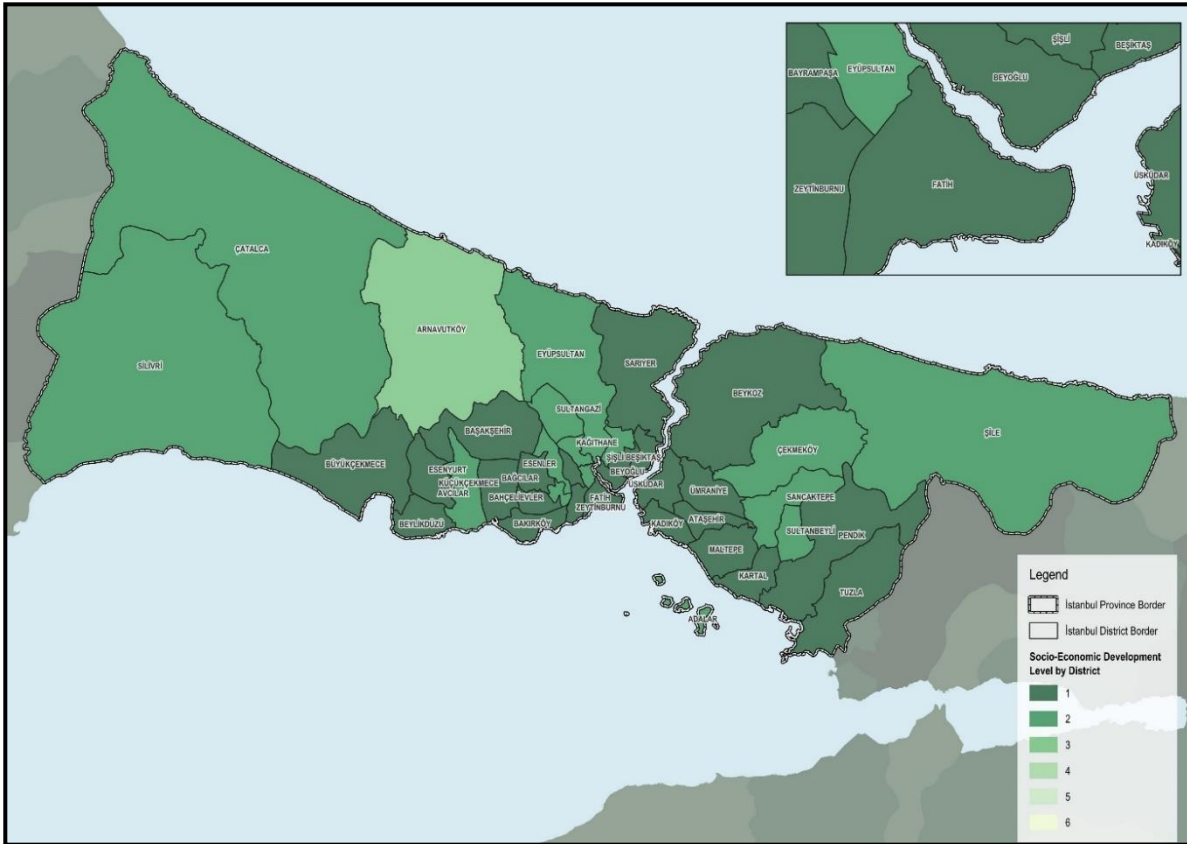 ŞİŞLİ
BEŞİKTAŞ
EYÜPSULTAN
BEYOĞLU
BAYRAMPAŞA
ÜSKÜDAR
ZEYTİNBURNU
FATİH
KADIKÖY
ÇATALCA
ARNAVUTKÖY
SİLİVRİ
EYÜPSULTAN
SARIYER
BEYKOZ
SULTANGAZİ
ŞİLE
BAŞAKŞEHİR
KAĞITHANE
ÇEKMEKÖY
BÜYÜKÇEKMECE
ESENYURT
ESENLER
ŞİŞLİ BEŞİKTAŞ
BEYOĞLU
KÜÇÜKÇEKMECE
BAĞCILAR
ÜSKÜDAR
ÜMRANİYE
SANCAKTEPE
AVCILAR
BAHÇELİEVLER
FATİH
ZEYTİNBURNU
BEYLİKDÜZÜ
BAKIRKÖY
KADIKÖY
ATAŞEHİR
SULTANBEYLİ
PENDİK
MALTEPE
KARTAL
TUZLA
ADALAR
Legend
İstanbul Province Border
İstanbul District Border
Socio-Economic Development
Level by District
1
2
3
4
5
6